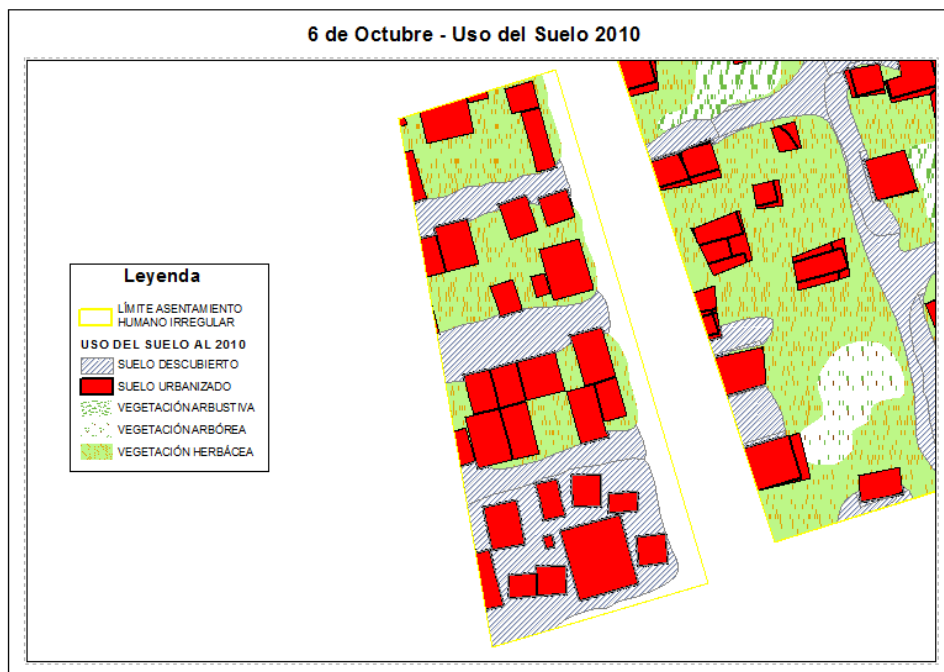 6 de Octubre - Uso del Suelo 2010
Leyenda
LÍMITE ASENTAMIENTO
HUMANO IRREGULAR
USO DEL SUELO AL 2010
SUELO DESCUBIERTO
SUELO URBANIZADO
VEGETACIÓN ARBUSTIVA
VEGETACIÓN ARBÓREA
VEGETACIÓN HERBÁCEA